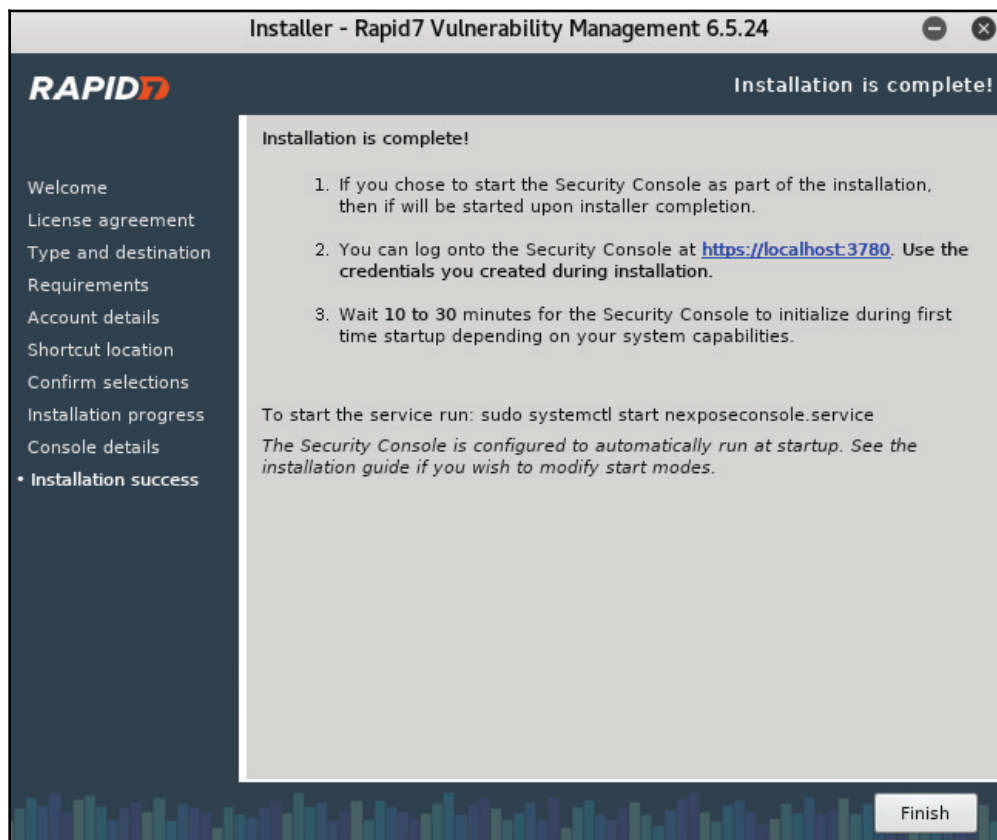 Installer - Rapid7 Vulnerability Management 6.5.24
RAPID7
Installation is complete!
Welcome
License agreement
Type and destination
Requirements
Account details
Shortcut location
Confirm selections
Installation progress
Console details
• Installation success
Installation is complete!
1. If you chose to start the Security Console as part of the installation,
then if will be started upon installer completion.
2. You can log onto the Security Console at https://localhost:3780. Use the
credentials you created during installation.
3. Wait 10 to 30 minutes for the Security Console to initialize during first
time startup depending on your system capabilities.
To start the service run: sudo systemctl start nexposeconsole.service
The Security Console is configured to automatically run at startup. See the
installation guide if you wish to modify start modes.
Finish